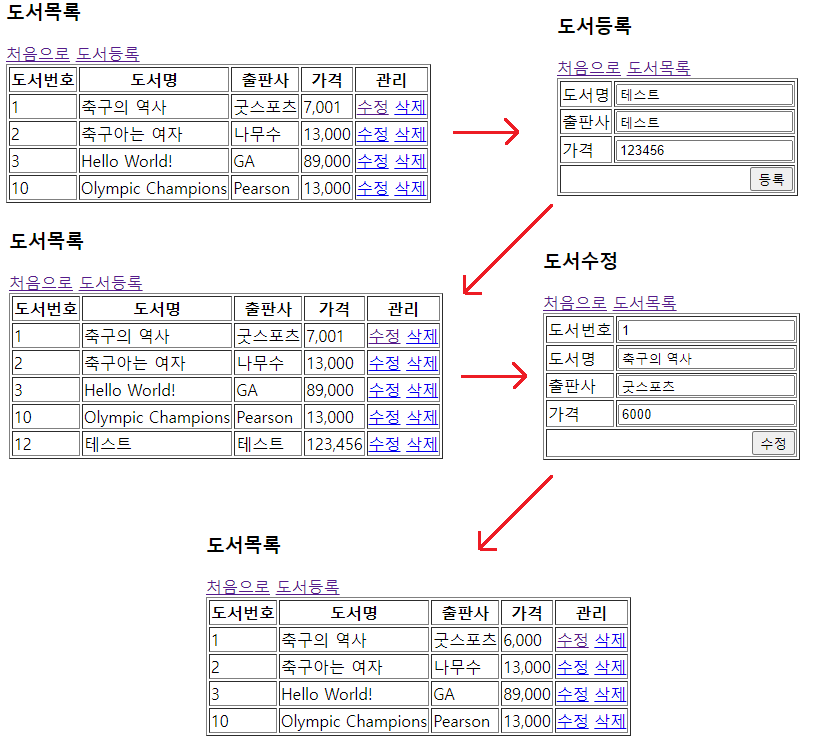 도서목록
처음으로 도서등록
도서번호 도서명 출판사 가격 관리
1 축구의 역사 굿스포츠 7,001 수정 삭제
2 축구아는 여자 나무수 13,000 수정 삭제
3 Hello World! GA 89,000 수정 삭제
10 Olympic Champions Pearson 13,000 수정 삭제
도서등록
처음으로 도서목록
도서명 테스트
출판사 테스트
가격 123456
등록
도서목록
처음으로 도서등록
도서번호 도서명 출판사 가격 관리
1 축구의 역사 굿스포츠 7,001 수정 삭제
2 축구아는 여자 나무수 13,000 수정 삭제
3 Hello World! GA 89,000 수정 삭제
10 Olympic Champions Pearson 13,000 수정 삭제
12 테스트 테스트 123,456 수정 삭제
도서수정
처음으로 도서목록
도서번호 1
도서명 축구의 역사
출판사 굿스포츠
가격 6000
수정
도서목록
처음으로 도서등록
도서번호 도서명 출판사 가격 관리
1 축구의 역사 굿스포츠 6,000 수정 삭제
2 축구아는 여자 나무수 13,000 수정 삭제
3 Hello World! GA 89,000 수정 삭제
10 Olympic Champions Pearson 13,000 수정 삭제